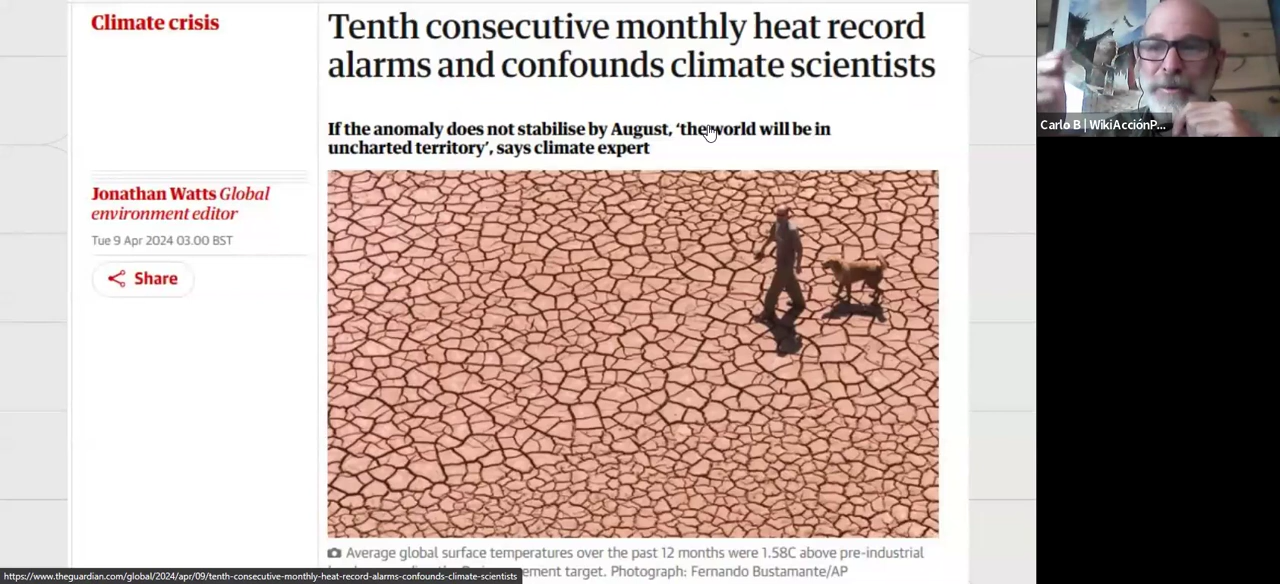 Climate crisis
Tenth consecutive monthly heat record
alarms and confounds climate scientists
If the anomaly does not stabilise by August, ‘the world will be in
uncharted territory’, says climate expert
Jonathan Watts Global
environment editor
Tue 9 Apr 2024 03.00 BST
Share
Average global surface temperatures over the past 12 months were 1.58C above pre-industrial
ement target. Photograph: Fernando Bustamante/AP
https://www.theguardian.com/global/2024/apr/09/tenth-consecutive-monthly-heat-record-alarms-confounds-climate-scientists
Carlo B | WikiAcciónP...